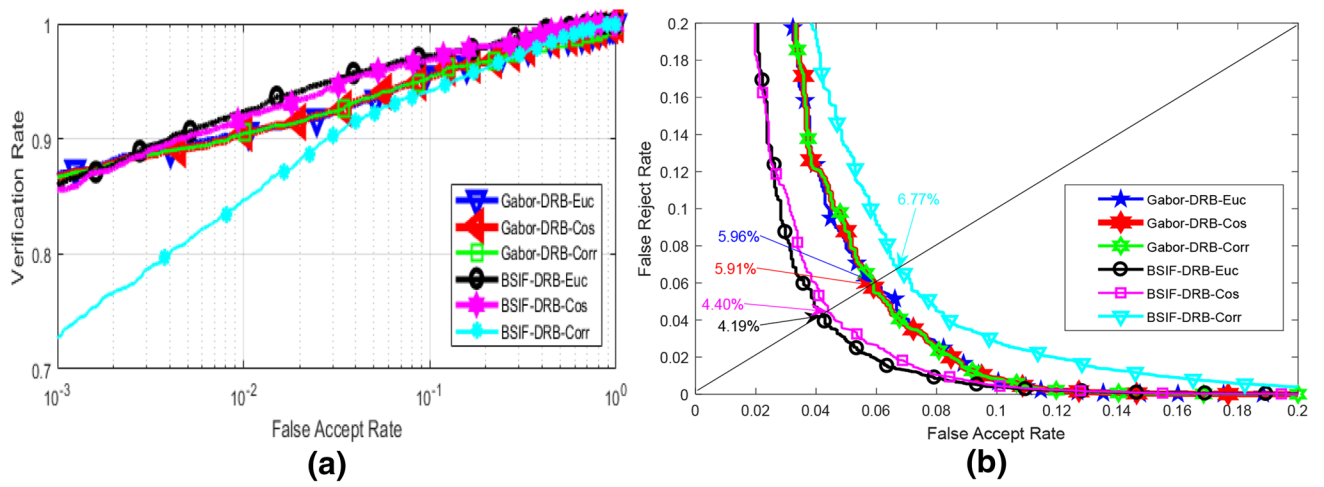 1
0.9
0.8
0.7
Verification Rate
10-3
10-2
10-1
100
False Accept Rate
Gabor-DRB-Euc
Gabor-DRB-Cos
Gabor-DRB-Corr
BSIF-DRB-Euc
BSIF-DRB-Cos
BSIF-DRB-Corr
(a)
0.2
0.18
0.16
0.14
0.12
0.1
0.08
0.06
0.04
0.02
0
False Reject Rate
6.77%
5.96%
5.91%
4.40%
4.19%
Gabor-DRB-Euc
Gabor-DRB-Cos
Gabor-DRB-Corr
BSIF-DRB-Euc
BSIF-DRB-Cos
BSIF-DRB-Corr
0 0.02 0.04 0.06 0.08 0.1 0.12 0.14 0.16 0.18 0.2
False Accept Rate
(b)